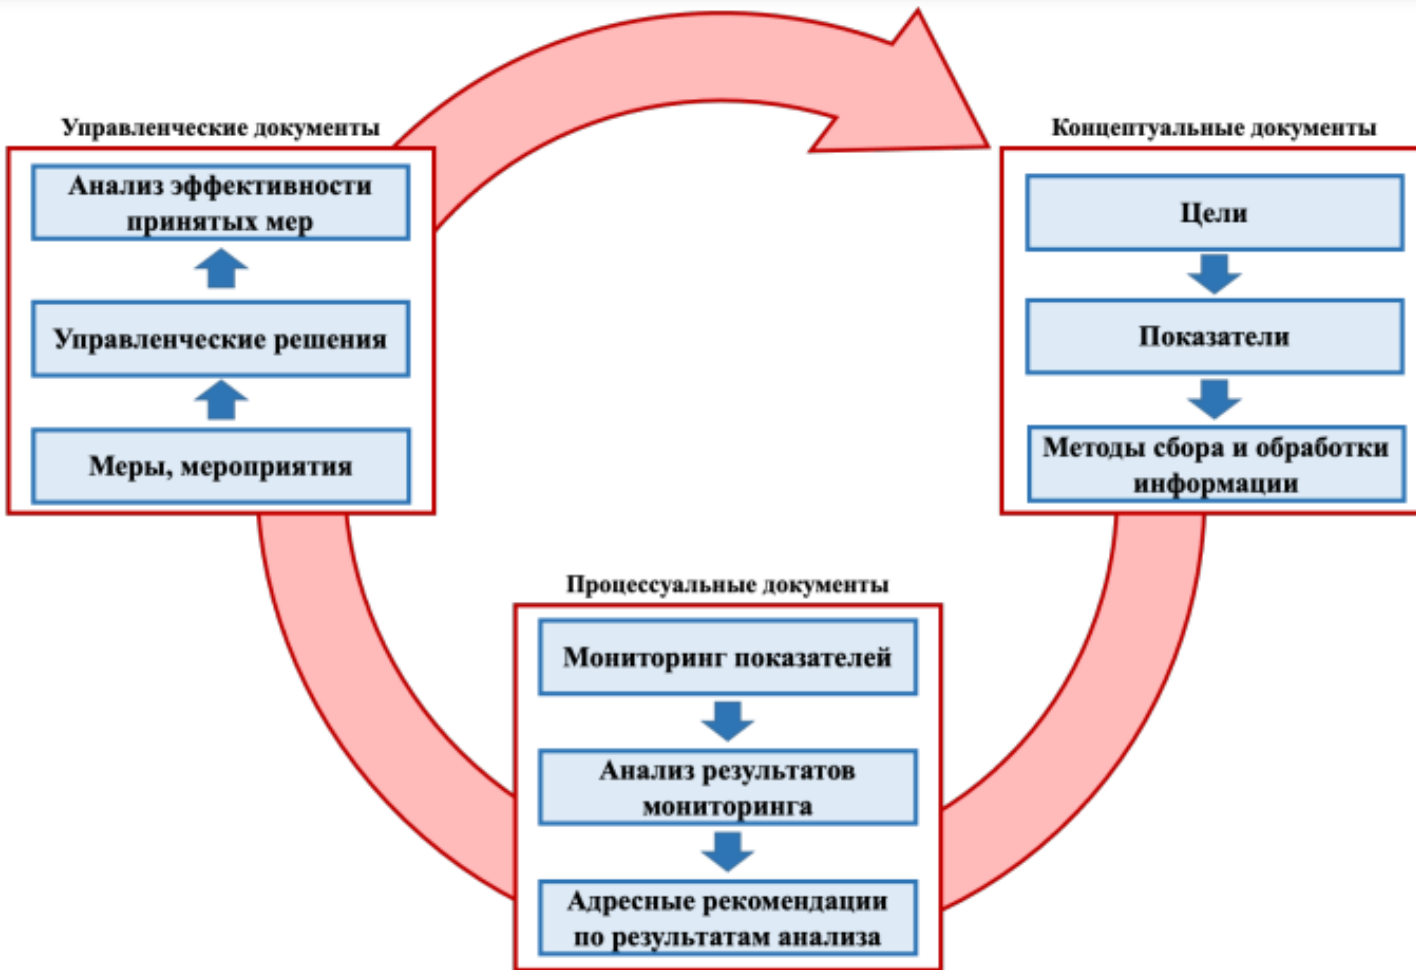 Управленческие документы
Анализ эффективности
принятых мер
Управленческие решения
Меры, мероприятия
Концептуальные документы
Цели
Показатели
Методы сбора и обработки
информации
Процессуальные документы
Мониторинг показателей
Анализ результатов
мониторинга
Адресные рекомендации
по результатам анализа